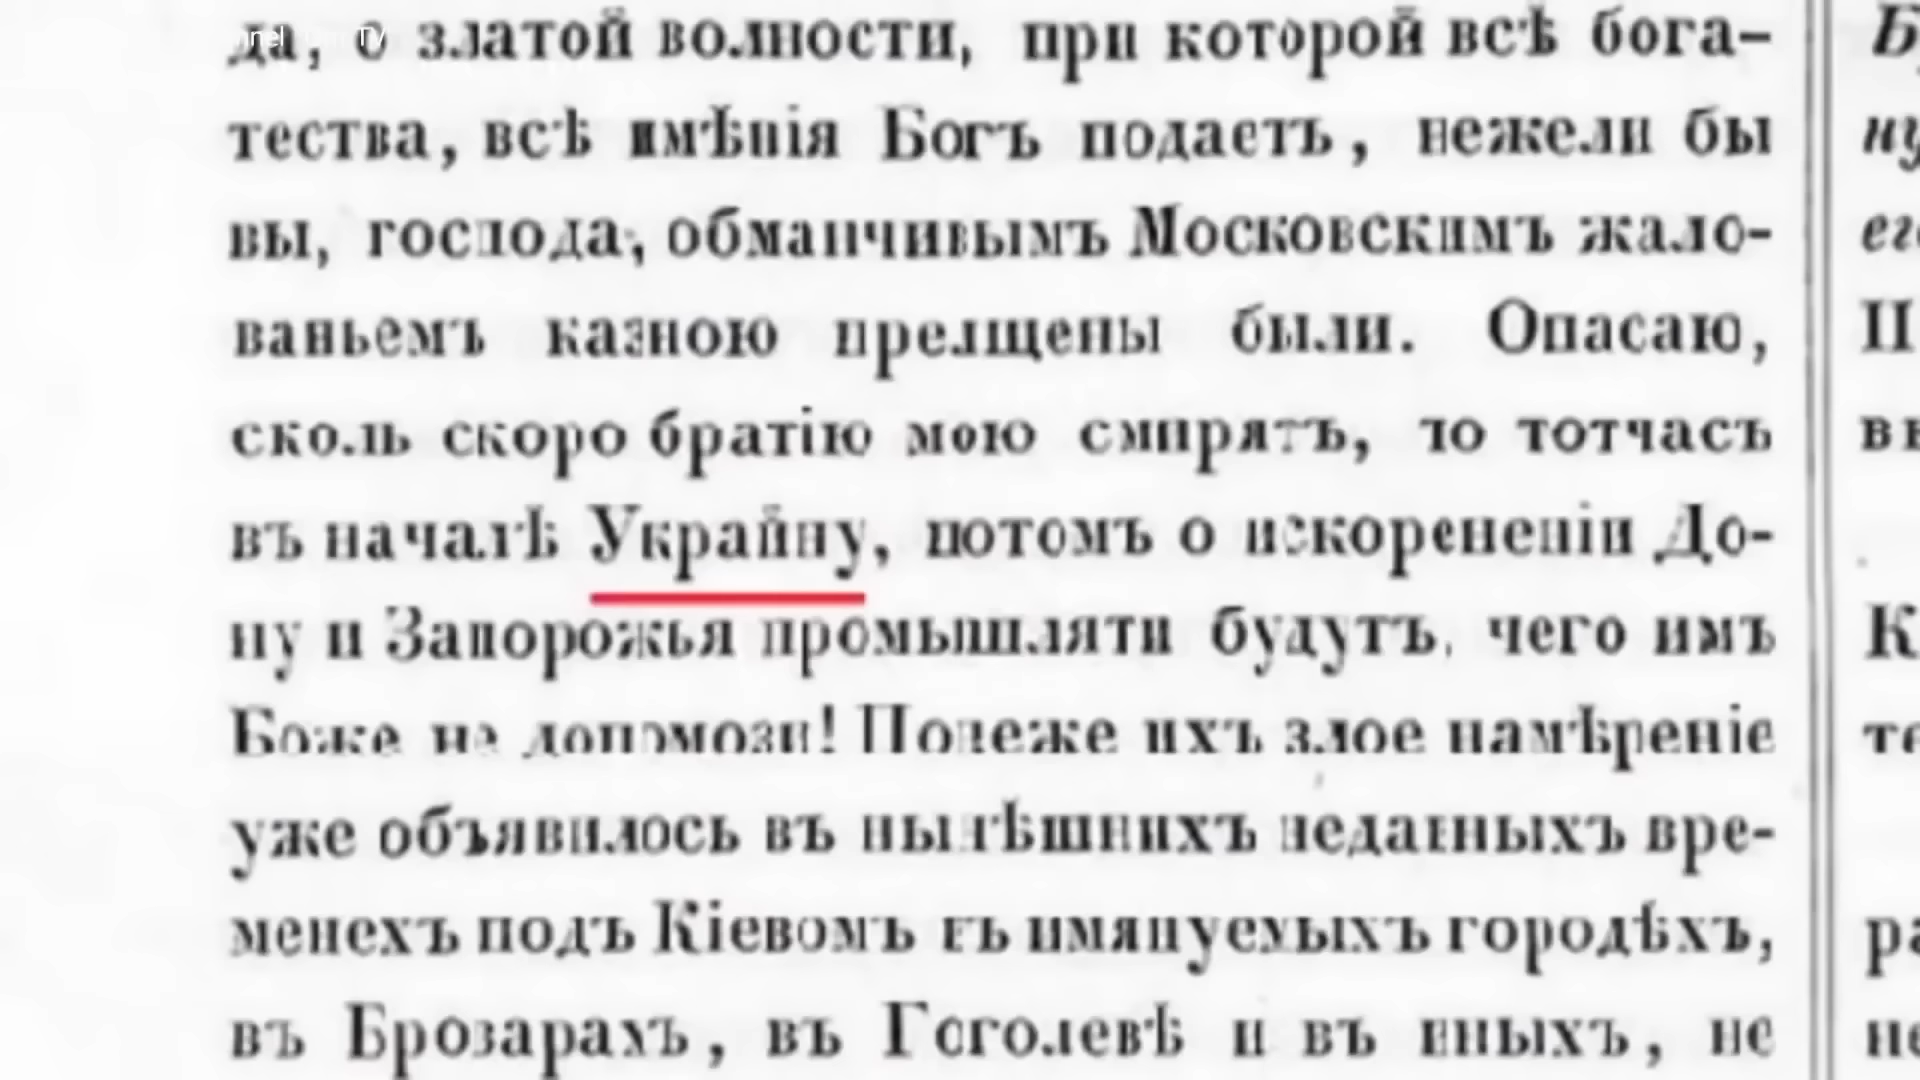 да, о златой волности, при которой всѣ бога-
тества, всѣ имѣнія Богъ подаетъ, нежели бы
вы, господа, обманчивымъ Московскимъ жало-
ваньемъ казною прелщены были. Опасаю,
сколь скоро братію мою смирятъ, то тотчасъ
въ началѣ Украйну, потомъ о искорененіи До-
ну и Запорожья промышляти будутъ, чего имъ
Боже не допомози! Понеже ихъ злое намѣреніе
уже объявилось въ нынѣшнихъ недавныхъ вре-
менехъ подъ Кіевомъ въ имянуемыхъ городѣхъ,
въ Брозарахъ, въ Гоголевѣ и въ иныхъ, не